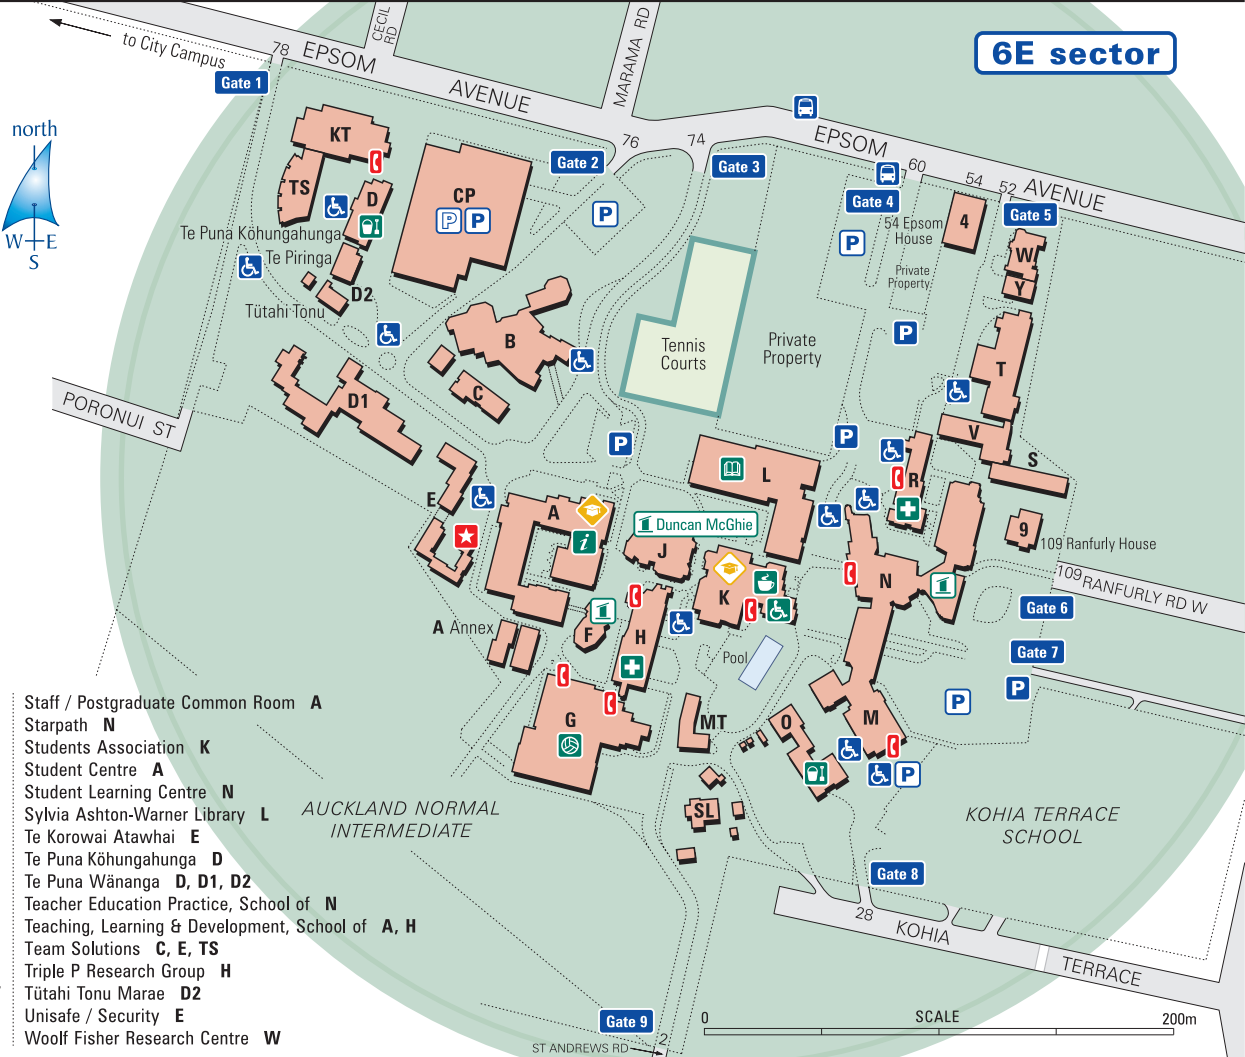 6E sector
to City Campus
78
EPSOM
AVENUE
CECIL
RD
MARAMA RD
76
74
EPSOM
60
54
52
AVENUE
Gate 1
Gate 2
Gate 3
Gate 4
Gate 5
north
W E
S
KT
TS
D
CP
P P
P
P
4
54 Epsom
House
W
Y
Private
Property
Te Puna Köhungahunga
Te Piringa
D2
Tütahi Tonu
B
C
D1
Tennis
Courts
Private
Property
P
T
PORONUI ST
P
P
V
S
L
R
E
A
Duncan McGhie
J
K
N
9
109 Ranfurly House
109
RANFURLY RD W
Gate 6
Gate 7
A Annex
F
H
Pool
P
P
G
MT
O
M
P
SL
AUCKLAND NORMAL
INTERMEDIATE
KOHIA TERRACE
SCHOOL
Gate 8
28
KOHIA
TERRACE
Gate 9
2
ST ANDREWS RD
0
SCALE
200m
Staff / Postgraduate Common Room A
Starpath N
Students Association K
Student Centre A
Student Learning Centre N
Sylvia Ashton-Warner Library L
Te Korowai Atawhai E
Te Puna Köhungahunga D
Te Puna Wänanga D, D1, D2
Teacher Education Practice, School of N
Teaching, Learning & Development, School of A, H
Team Solutions C, E, TS
Triple P Research Group H
Tütahi Tonu Marae D2
Unisafe / Security E
Woolf Fisher Research Centre W